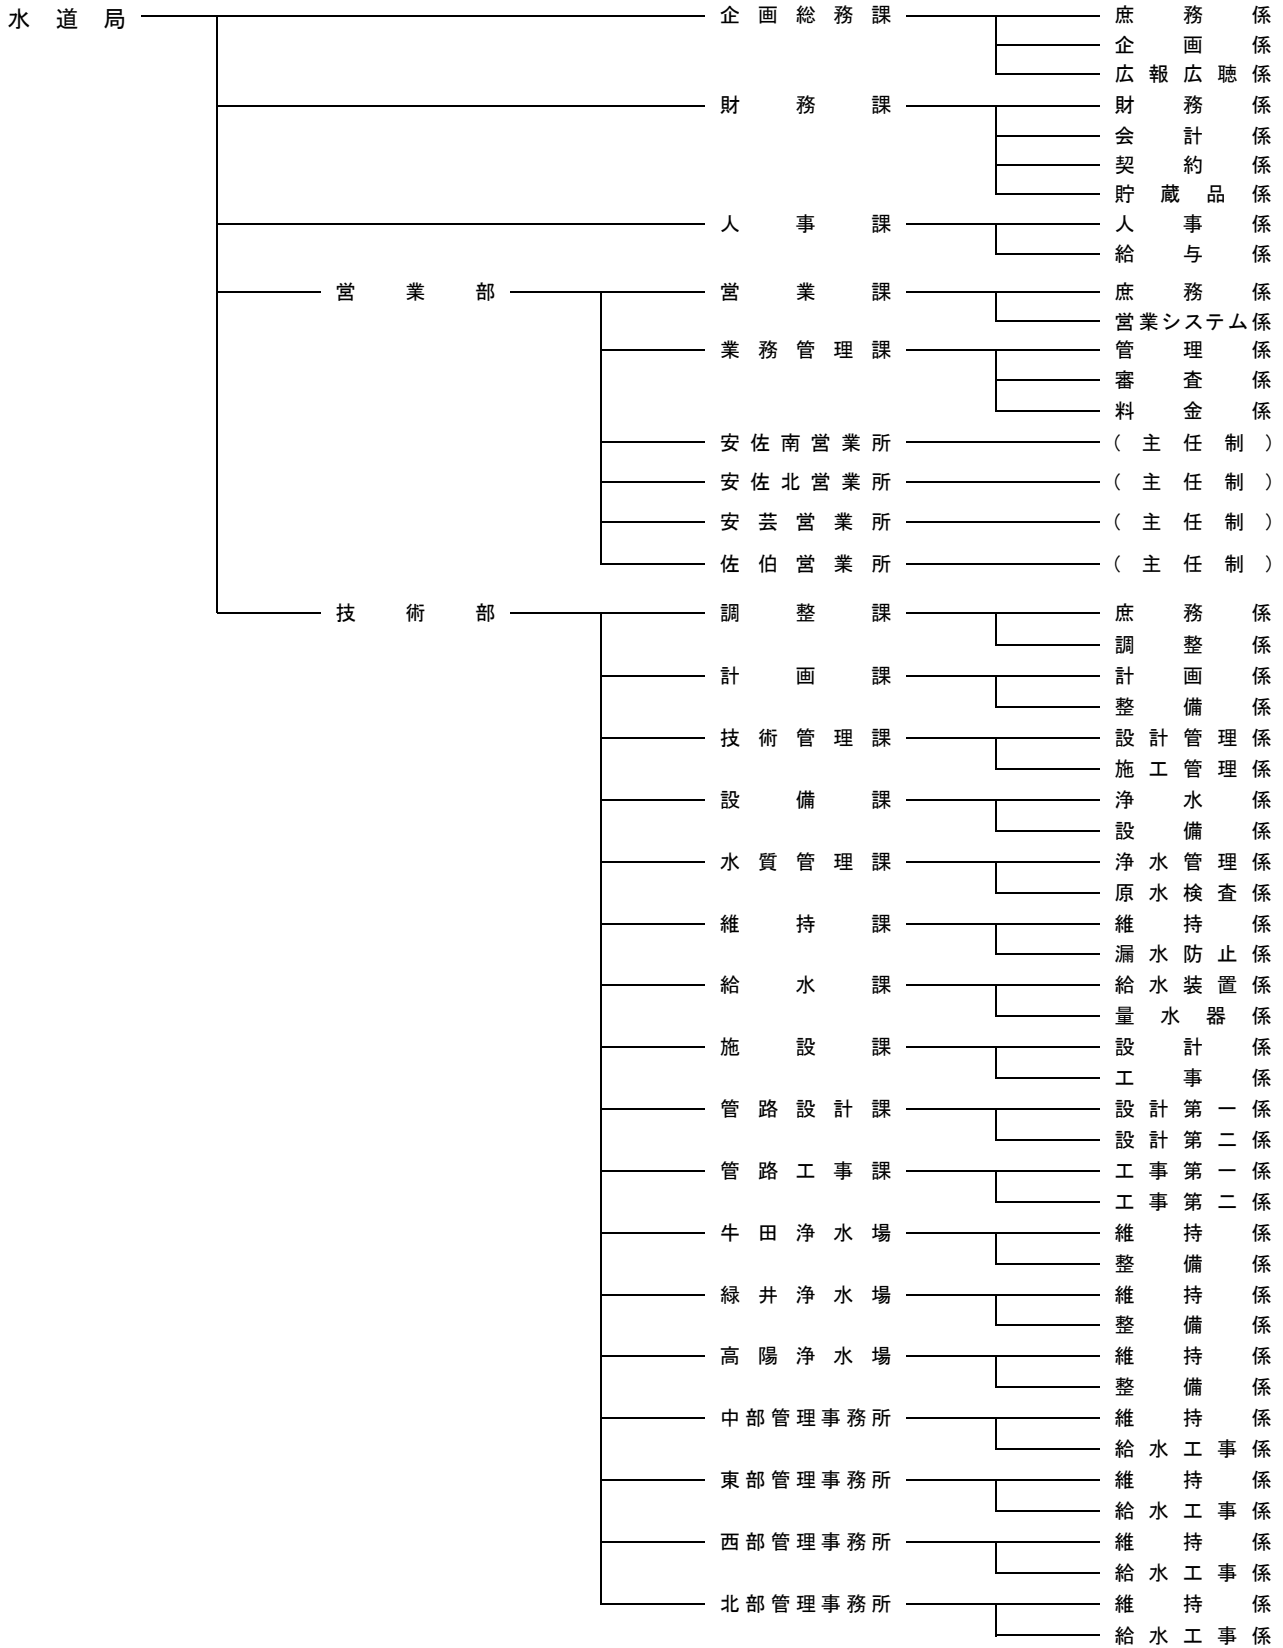 水道局 企画総務課 庶務係
企画係
広報広聴係
財務課 財務係
会計係
契約係
貯蔵品係
人事課 人事係
給与係
営業部 営業課 庶務係
営業システム係
業務管理課 管理係
審査係
料金係
安佐南営業所 (主任制)
安佐北営業所 (主任制)
安芸営業所 (主任制)
佐伯営業所 (主任制)
技術部 調整課 庶務係
調整係
計画課 計画係
整備係
技術管理課 設計管理係
施工管理係
設備課 浄水係
設備係
水質管理課 浄水管理係
原水検査係
維持課 維持係
漏水防止係
給水課 給水装置係
量水器係
施設課 設計係
工事係
管路設計課 設計第一係
設計第二係
管路工事課 工事第一係
工事第二係
牛田浄水場 維持係
整備係
緑井浄水場 維持係
整備係
高陽浄水場 維持係
整備係
中部管理事務所 維持係
給水工事係
東部管理事務所 維持係
給水工事係
西部管理事務所 維持係
給水工事係
北部管理事務所 維持係
給水工事係